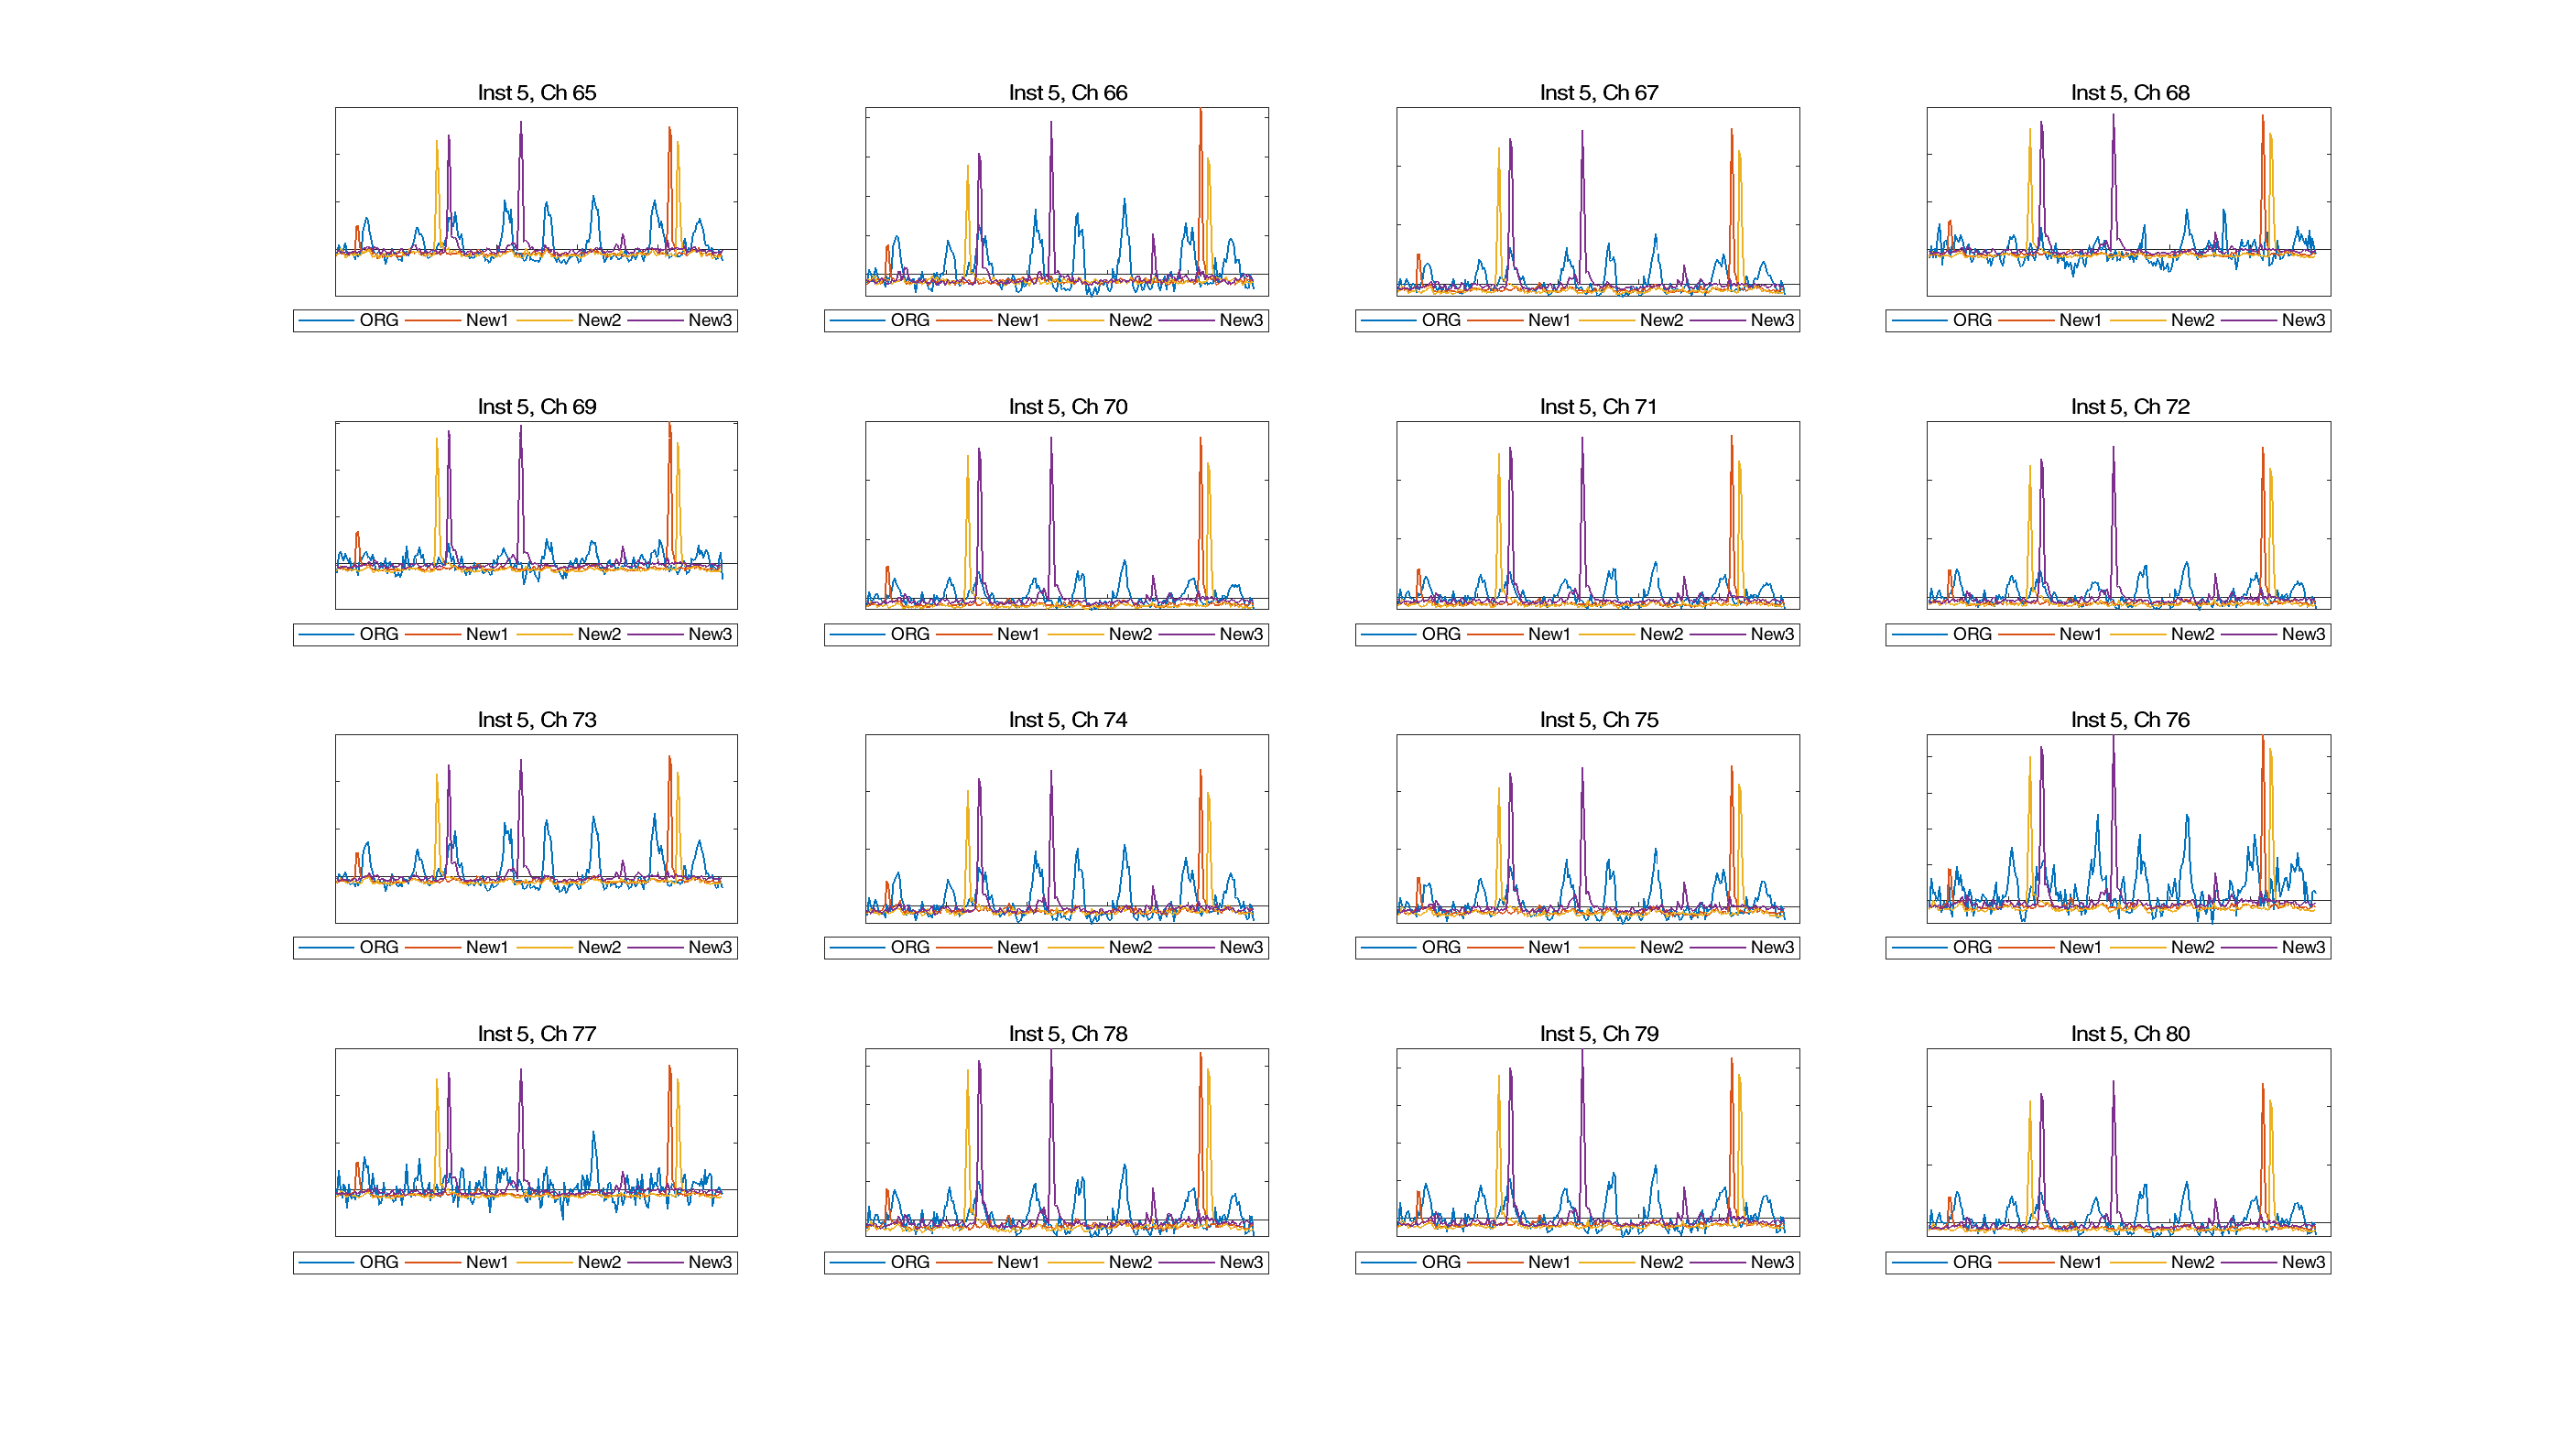 Inst 5, Ch 65
Inst 5, Ch 66
Inst 5, Ch 67
Inst 5, Ch 68
ORG New1 New2 New3
ORG New1 New2 New3
ORG New1 New2 New3
ORG New1 New2 New3
Inst 5, Ch 69
Inst 5, Ch 70
Inst 5, Ch 71
Inst 5, Ch 72
ORG New1 New2 New3
ORG New1 New2 New3
ORG New1 New2 New3
ORG New1 New2 New3
Inst 5, Ch 73
Inst 5, Ch 74
Inst 5, Ch 75
Inst 5, Ch 76
ORG New1 New2 New3
ORG New1 New2 New3
ORG New1 New2 New3
ORG New1 New2 New3
Inst 5, Ch 77
Inst 5, Ch 78
Inst 5, Ch 79
Inst 5, Ch 80
ORG New1 New2 New3
ORG New1 New2 New3
ORG New1 New2 New3
ORG New1 New2 New3